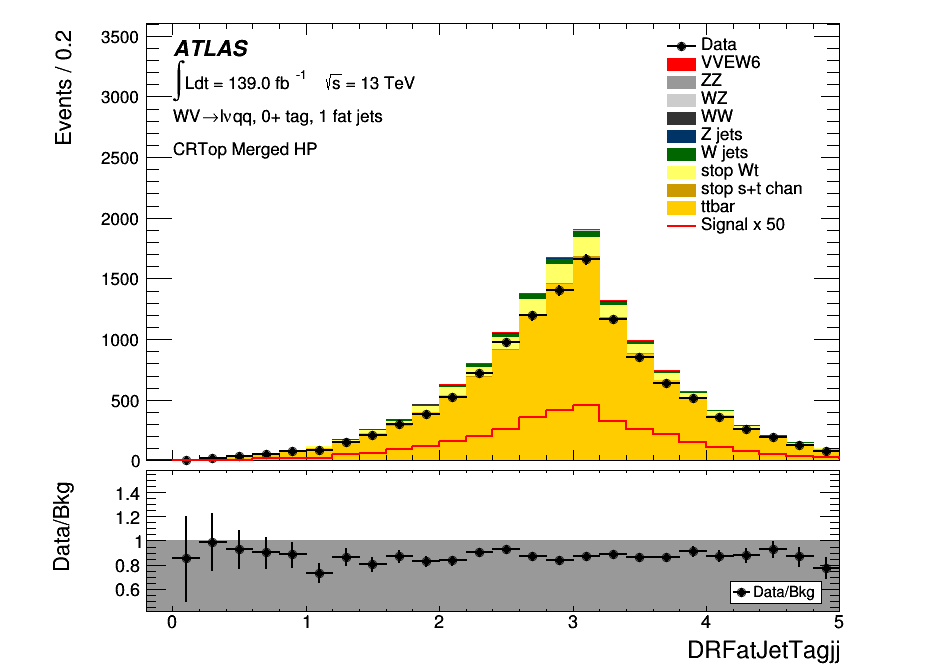 Events / 0.2
3500
3000
2500
2000
1500
1000
500
0
ATLAS
∫Ldt = 139.0 fb⁻¹ √s = 13 TeV
WV→lνqq, 0+ tag, 1 fat jets
CRTop Merged HP
Data
VVEW6
ZZ
WZ
WW
Z jets
W jets
stop Wt
stop s+t chan
ttbar
Signal x 50
Data/Bkg
1.4
1.2
1
0.8
0.6
Data/Bkg
0 1 2 3 4 5
DRFatJetTagjj